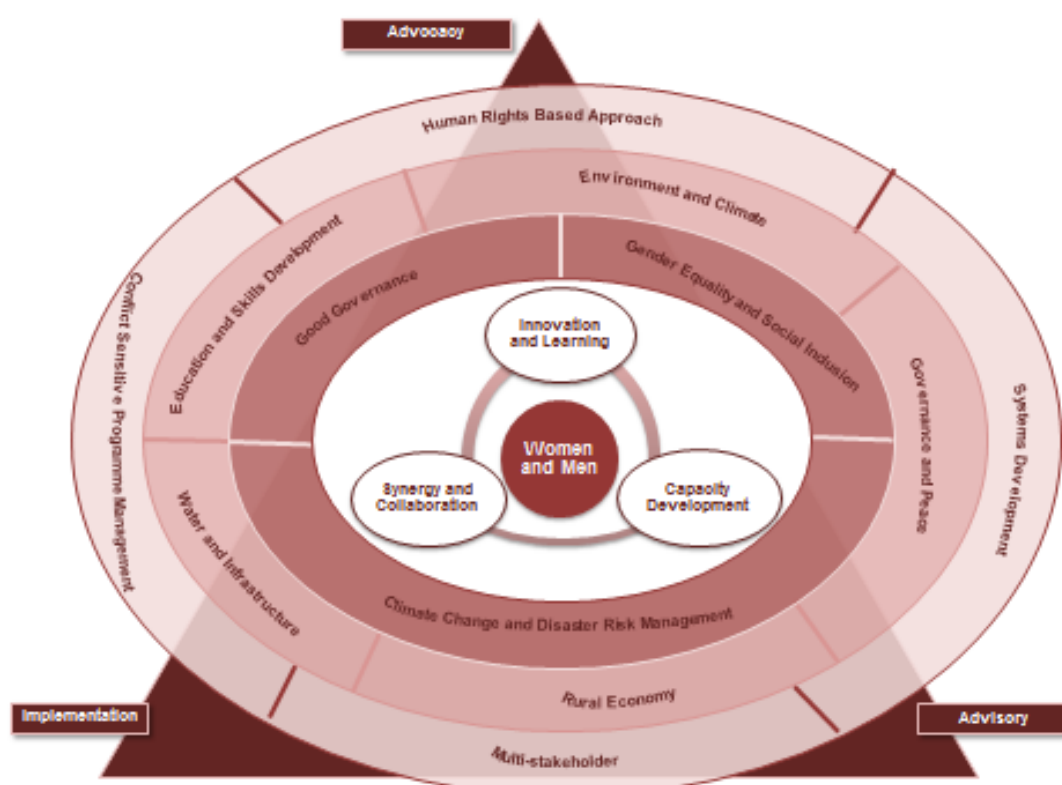 Advocacy
Human Rights Based Approach
Environment and Climate
Education and Skills Development
Good Governance
Gender Equality and Social Inclusion
Conflict Sensitive Programme Management
Innovation
and Learning
Governance and Peace
Systems Development
Women
and Men
Synergy and
Collaboration
Capacity
Development
Water and Infrastructure
Climate Change and Disaster Risk Management
Rural Economy
Implementation
Advisory
Multi-stakeholder